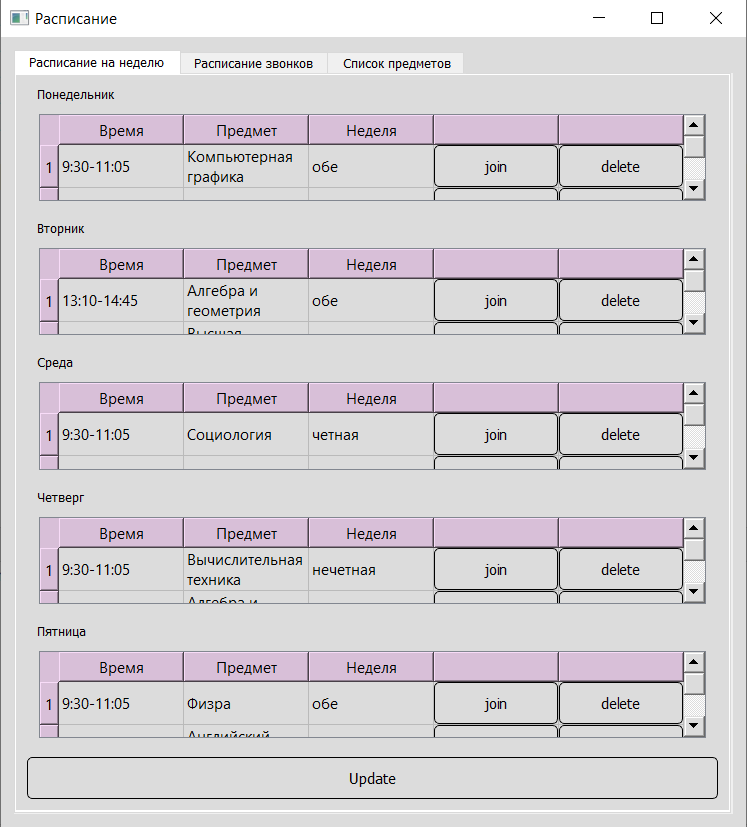 Расписание
Расписание на неделю Расписание звонков Список предметов
Понедельник
Время Предмет Неделя
1 9:30-11:05 Компьютерная графика обе join delete
Вторник
Время Предмет Неделя
1 13:10-14:45 Алгебра и геометрия обе join delete
Высшая
Среда
Время Предмет Неделя
1 9:30-11:05 Социология четная join delete
Четверг
Время Предмет Неделя
1 9:30-11:05 Вычислительная техника нечетная join delete
Алгебра и
Пятница
Время Предмет Неделя
1 9:30-11:05 Физра обе join delete
Английский
Update